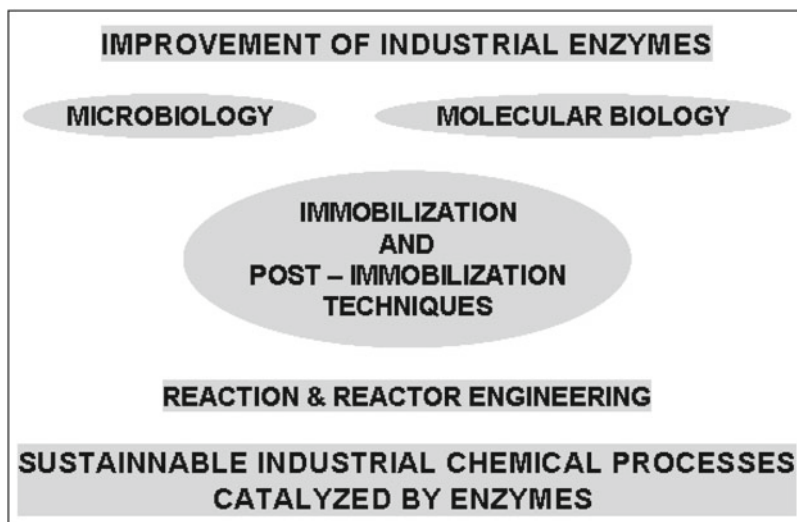 IMPROVEMENT OF INDUSTRIAL ENZYMES
MICROBIOLOGY
MOLECULAR BIOLOGY
IMMOBILIZATION
AND
POST – IMMOBILIZATION
TECHNIQUES
REACTION & REACTOR ENGINEERING
SUSTAINNABLE INDUSTRIAL CHEMICAL PROCESSES
CATALYZED BY ENZYMES